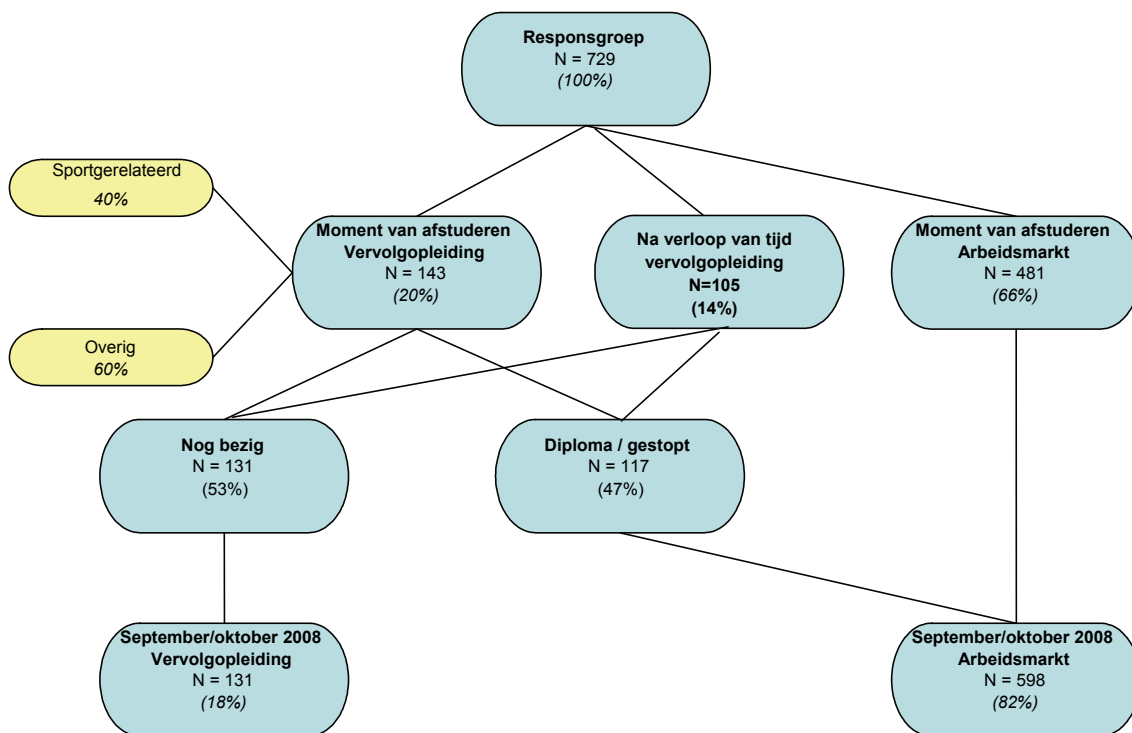 Responsgroep
N = 729
(100%)
Sportgerelateerd
40%
Moment van afstuderen
Vervolgopleiding
N = 143
(20%)
Na verloop van tijd
vervolgopleiding
N=105
(14%)
Moment van afstuderen
Arbeidsmarkt
N = 481
(66%)
Overig
60%
Nog bezig
N = 131
(53%)
Diploma / gestopt
N = 117
(47%)
September/oktober 2008
Vervolgopleiding
N = 131
(18%)
September/oktober 2008
Arbeidsmarkt
N = 598
(82%)